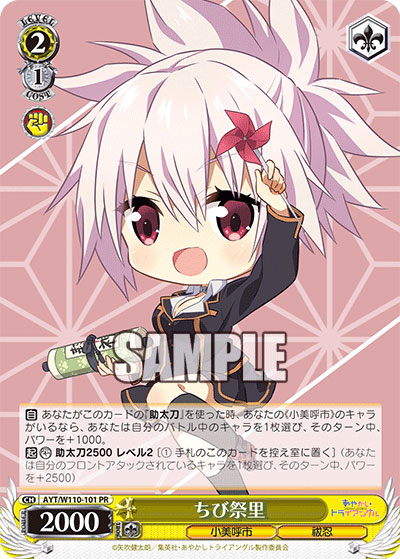 LEVEL
2
1
COST
SAMPLE
自 あなたがこのカードの『助太刀』を使った時、あなたの《小美呼市》のキャラ
がいるなら、あなたは自分のバトル中のキャラを1枚選び、そのターン中、
パワーを+1000。
起 助太刀2500 レベル2 [① 手札のこのカードを控え室に置く] (あなた
は自分のフロントアタックされているキャラを1枚選び、そのターン中、パワー
を+2500)
CH AYT/W110-101 PR
ちび祭里
あやかし
トライアングル
2000
小美呼市
祓忍
©矢吹健太朗/集英社・あやかしトライアングル製作委員会